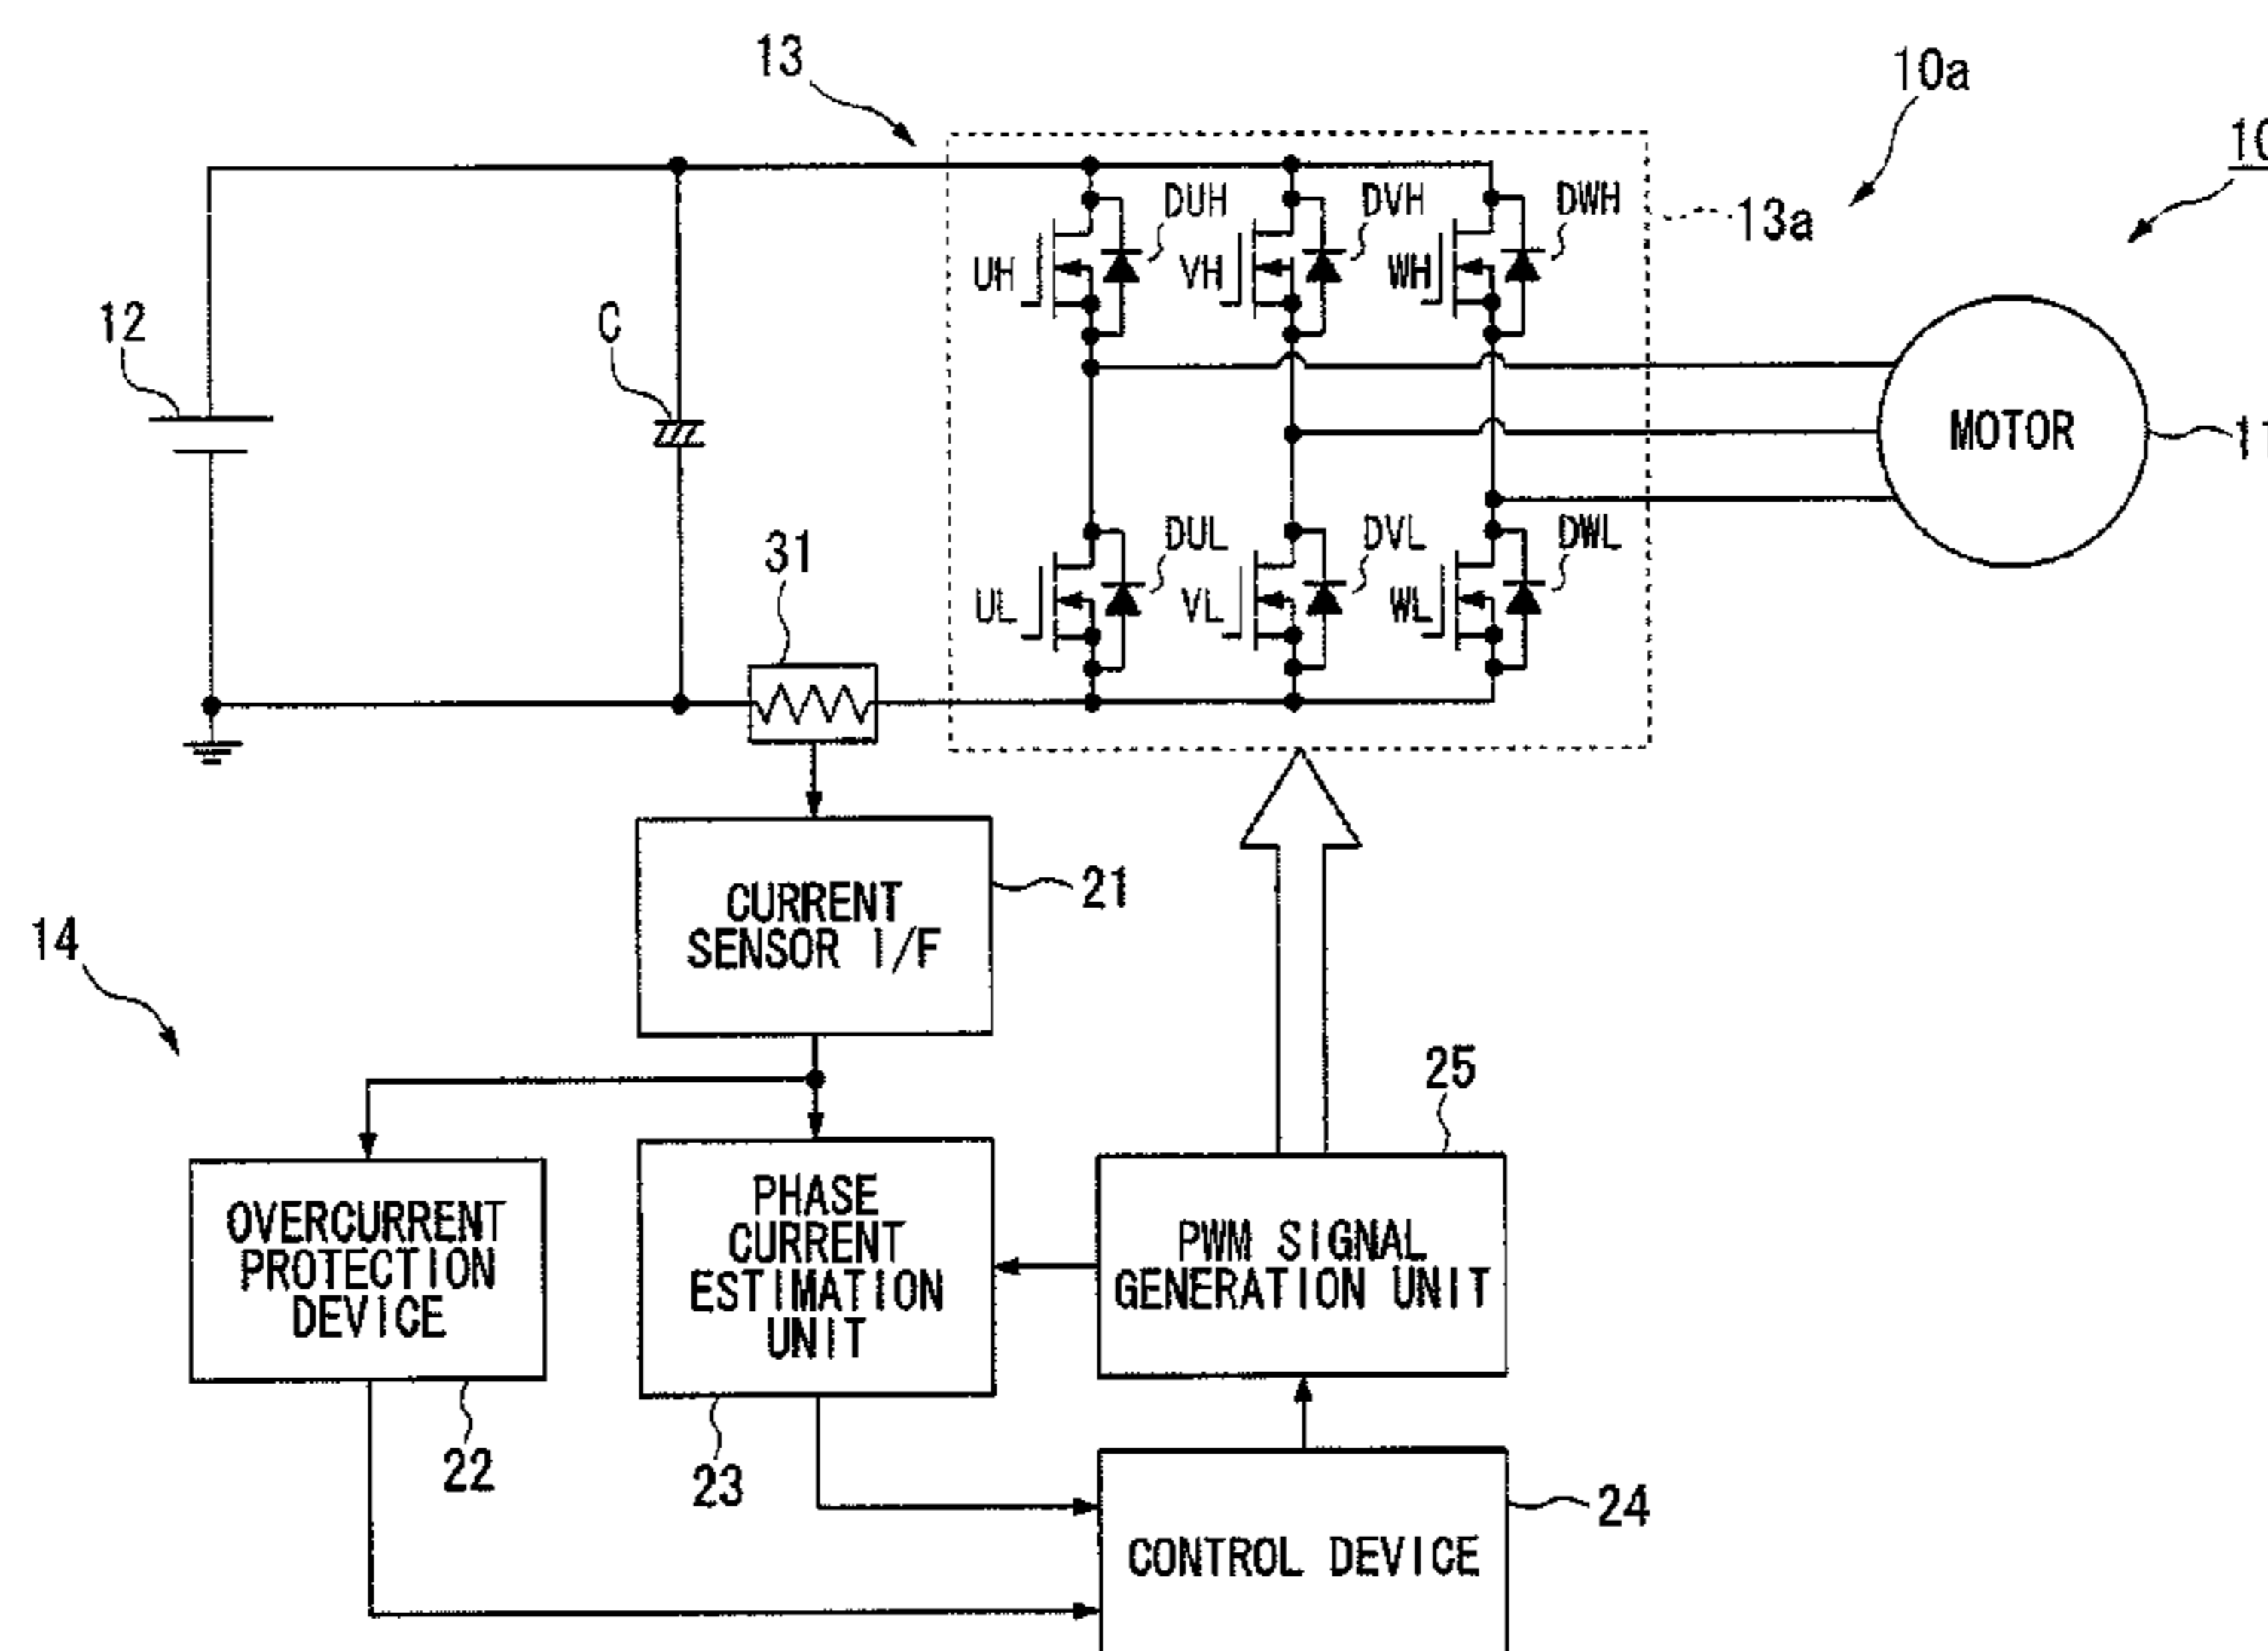 13
10a
10
DUH
DVH
DWH
13a
UH
VH
WH
12
C
MOTOR
11
31
DUL
DVL
DWL
UL
VL
WL
CURRENT
SENSOR I/F
21
14
25
OVERCURRENT
PROTECTION
DEVICE
PHASE
CURRENT
ESTIMATION
UNIT
PWM SIGNAL
GENERATION UNIT
22
23
24
CONTROL DEVICE